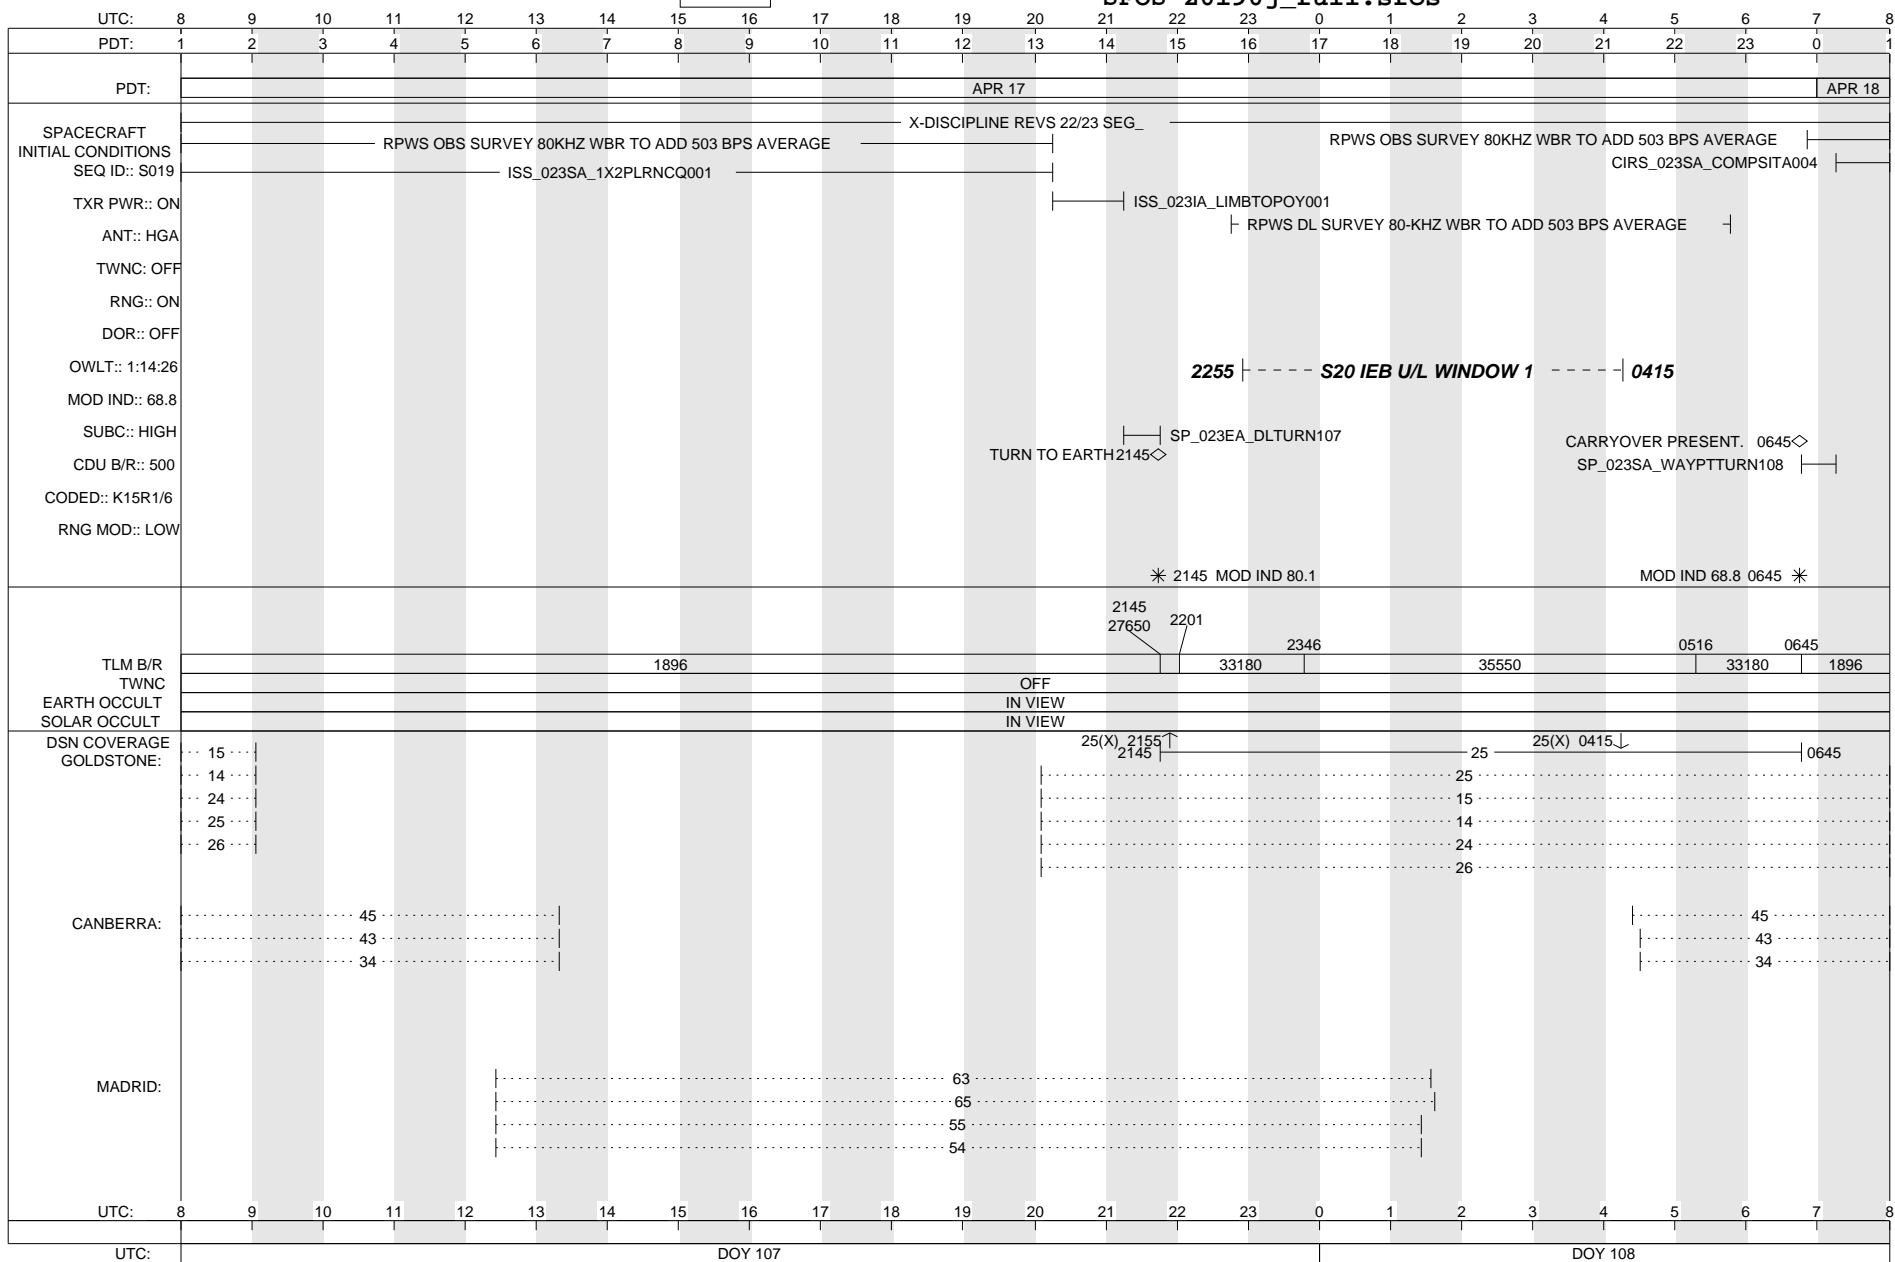 UTC: 8 9 10 11 12 13 14 15 16 17 18 19 20 21 22 23 0 1 2 3 4 5 6 7 8
PDT: 1 2 3 4 5 6 7 8 9 10 11 12 13 14 15 16 17 18 19 20 21 22 23 0 1
PDT: APR 17 APR 18
X-DISCIPLINE REVS 22/23 SEG_
SPACECRAFT
INITIAL CONDITIONS
RPWS OBS SURVEY 80KHZ WBR TO ADD 503 BPS AVERAGE
RPWS OBS SURVEY 80KHZ WBR TO ADD 503 BPS AVERAGE
CIRS_023SA_COMPSITA004
SEQ ID:: S019
ISS_023SA_1X2PLRNCQ001
TXR PWR:: ON
ISS_023IA_LIMBTOPOY001
RPWS DL SURVEY 80-KHZ WBR TO ADD 503 BPS AVERAGE
ANT:: HGA
TWNC: OFF
RNG:: ON
DOR:: OFF
OWLT:: 1:14:26
2255 S20 IEB U/L WINDOW 1 0415
MOD IND:: 68.8
SUBC:: HIGH
SP_023EA_DLTURN107
CARRYOVER PRESENT. 0645
TURN TO EARTH 2145
CDU B/R:: 500
SP_023SA_WAYPTTURN108
CODED:: K15R1/6
RNG MOD:: LOW
2145 MOD IND 80.1
MOD IND 68.8 0645
2145
27650 2201
2346 0516 0645
TLM B/R 1896 33180 35550 33180 1896
TWNC OFF
EARTH OCCULT IN VIEW
SOLAR OCCULT IN VIEW
DSN COVERAGE
25(X) 2155 25(X) 0415
GOLDSTONE: 15 2145 25 0645
14 25
24 15
25 14
26 24
26
CANBERRA: 45 45
43 43
34 34
MADRID: 63
65
55
54
UTC: 8 9 10 11 12 13 14 15 16 17 18 19 20 21 22 23 0 1 2 3 4 5 6 7 8
UTC: DOY 107 DOY 108